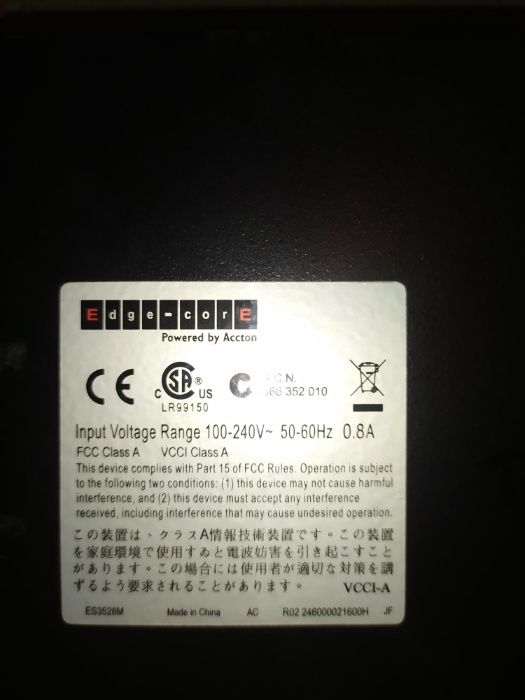 Edge-corE
Powered by Accton
CE
C SA ® US
LR99150
A.C.N.
066 352 010
Input Voltage Range 100-240V~ 50-60Hz 0.8A
FCC Class A VCCI Class A
This device complies with Part 15 of FCC Rules. Operation is subject
to the following two conditions: (1) this device may not cause harmful
interference, and (2) this device must accept any interference
received, including interference that may cause undesired operation.
この装置は、クラスA情報技術装置です。この装置
を家庭環境で使用すゐと電波妨害を引き起こすこと
があります。この場合には使用者が適切な対策を講
ずるよう要求されることがあります。 VCCI-A
ES3528M Made in China AC R02 246000021600H JF